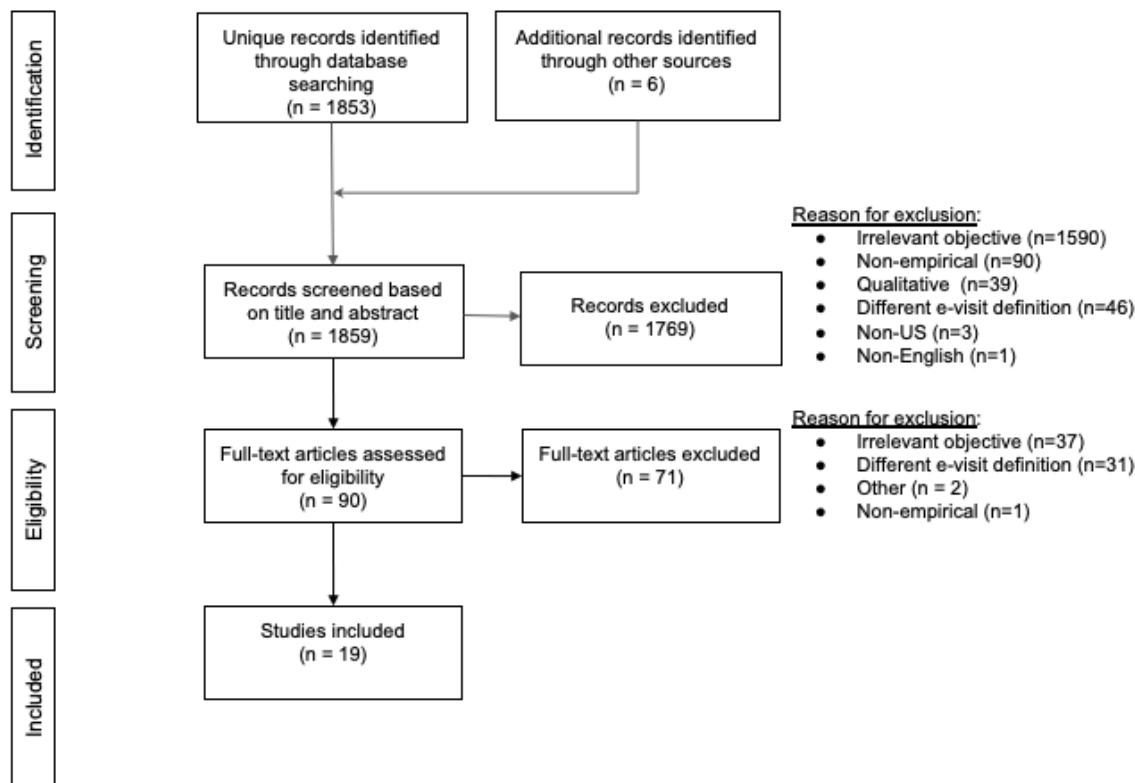 Identification
Unique records identified
through database
searching
(n = 1853)
Additional records identified
through other sources
(n = 6)
Screening
Records screened based
on title and abstract
(n = 1859)
Records excluded
(n = 1769)
Reason for exclusion:
● Irrelevant objective (n=1590)
● Non-empirical (n=90)
● Qualitative (n=39)
● Different e-visit definition (n=46)
● Non-US (n=3)
● Non-English (n=1)
Eligibility
Full-text articles assessed
for eligibility
(n = 90)
Full-text articles excluded
(n = 71)
Reason for exclusion:
● Irrelevant objective (n=37)
● Different e-visit definition (n=31)
● Other (n = 2)
● Non-empirical (n=1)
Included
Studies included
(n = 19)